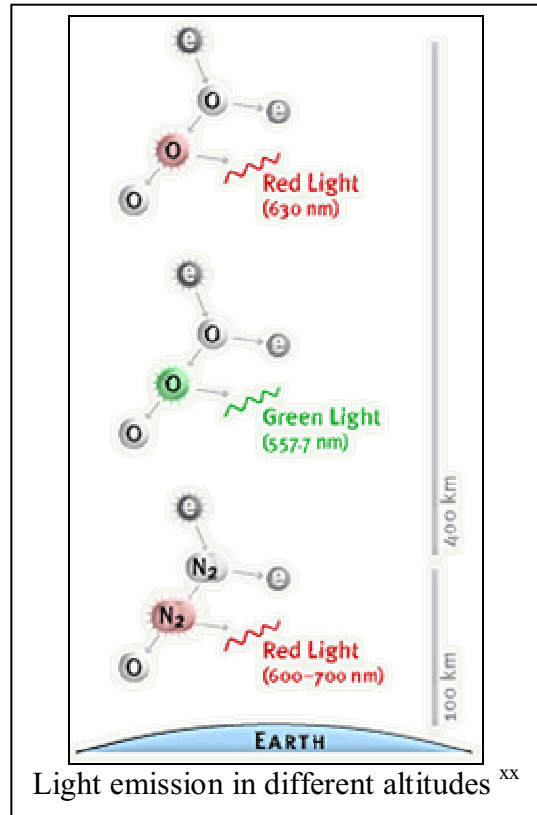 e
O
e
O
O
Red Light
(630 nm)
e
O
e
O
O
Green Light
(557.7 nm)
e
N₂
e
N₂
O
Red Light
(600–700 nm)
400 km
100 km
EARTH
Light emission in different altitudes ˣˣ